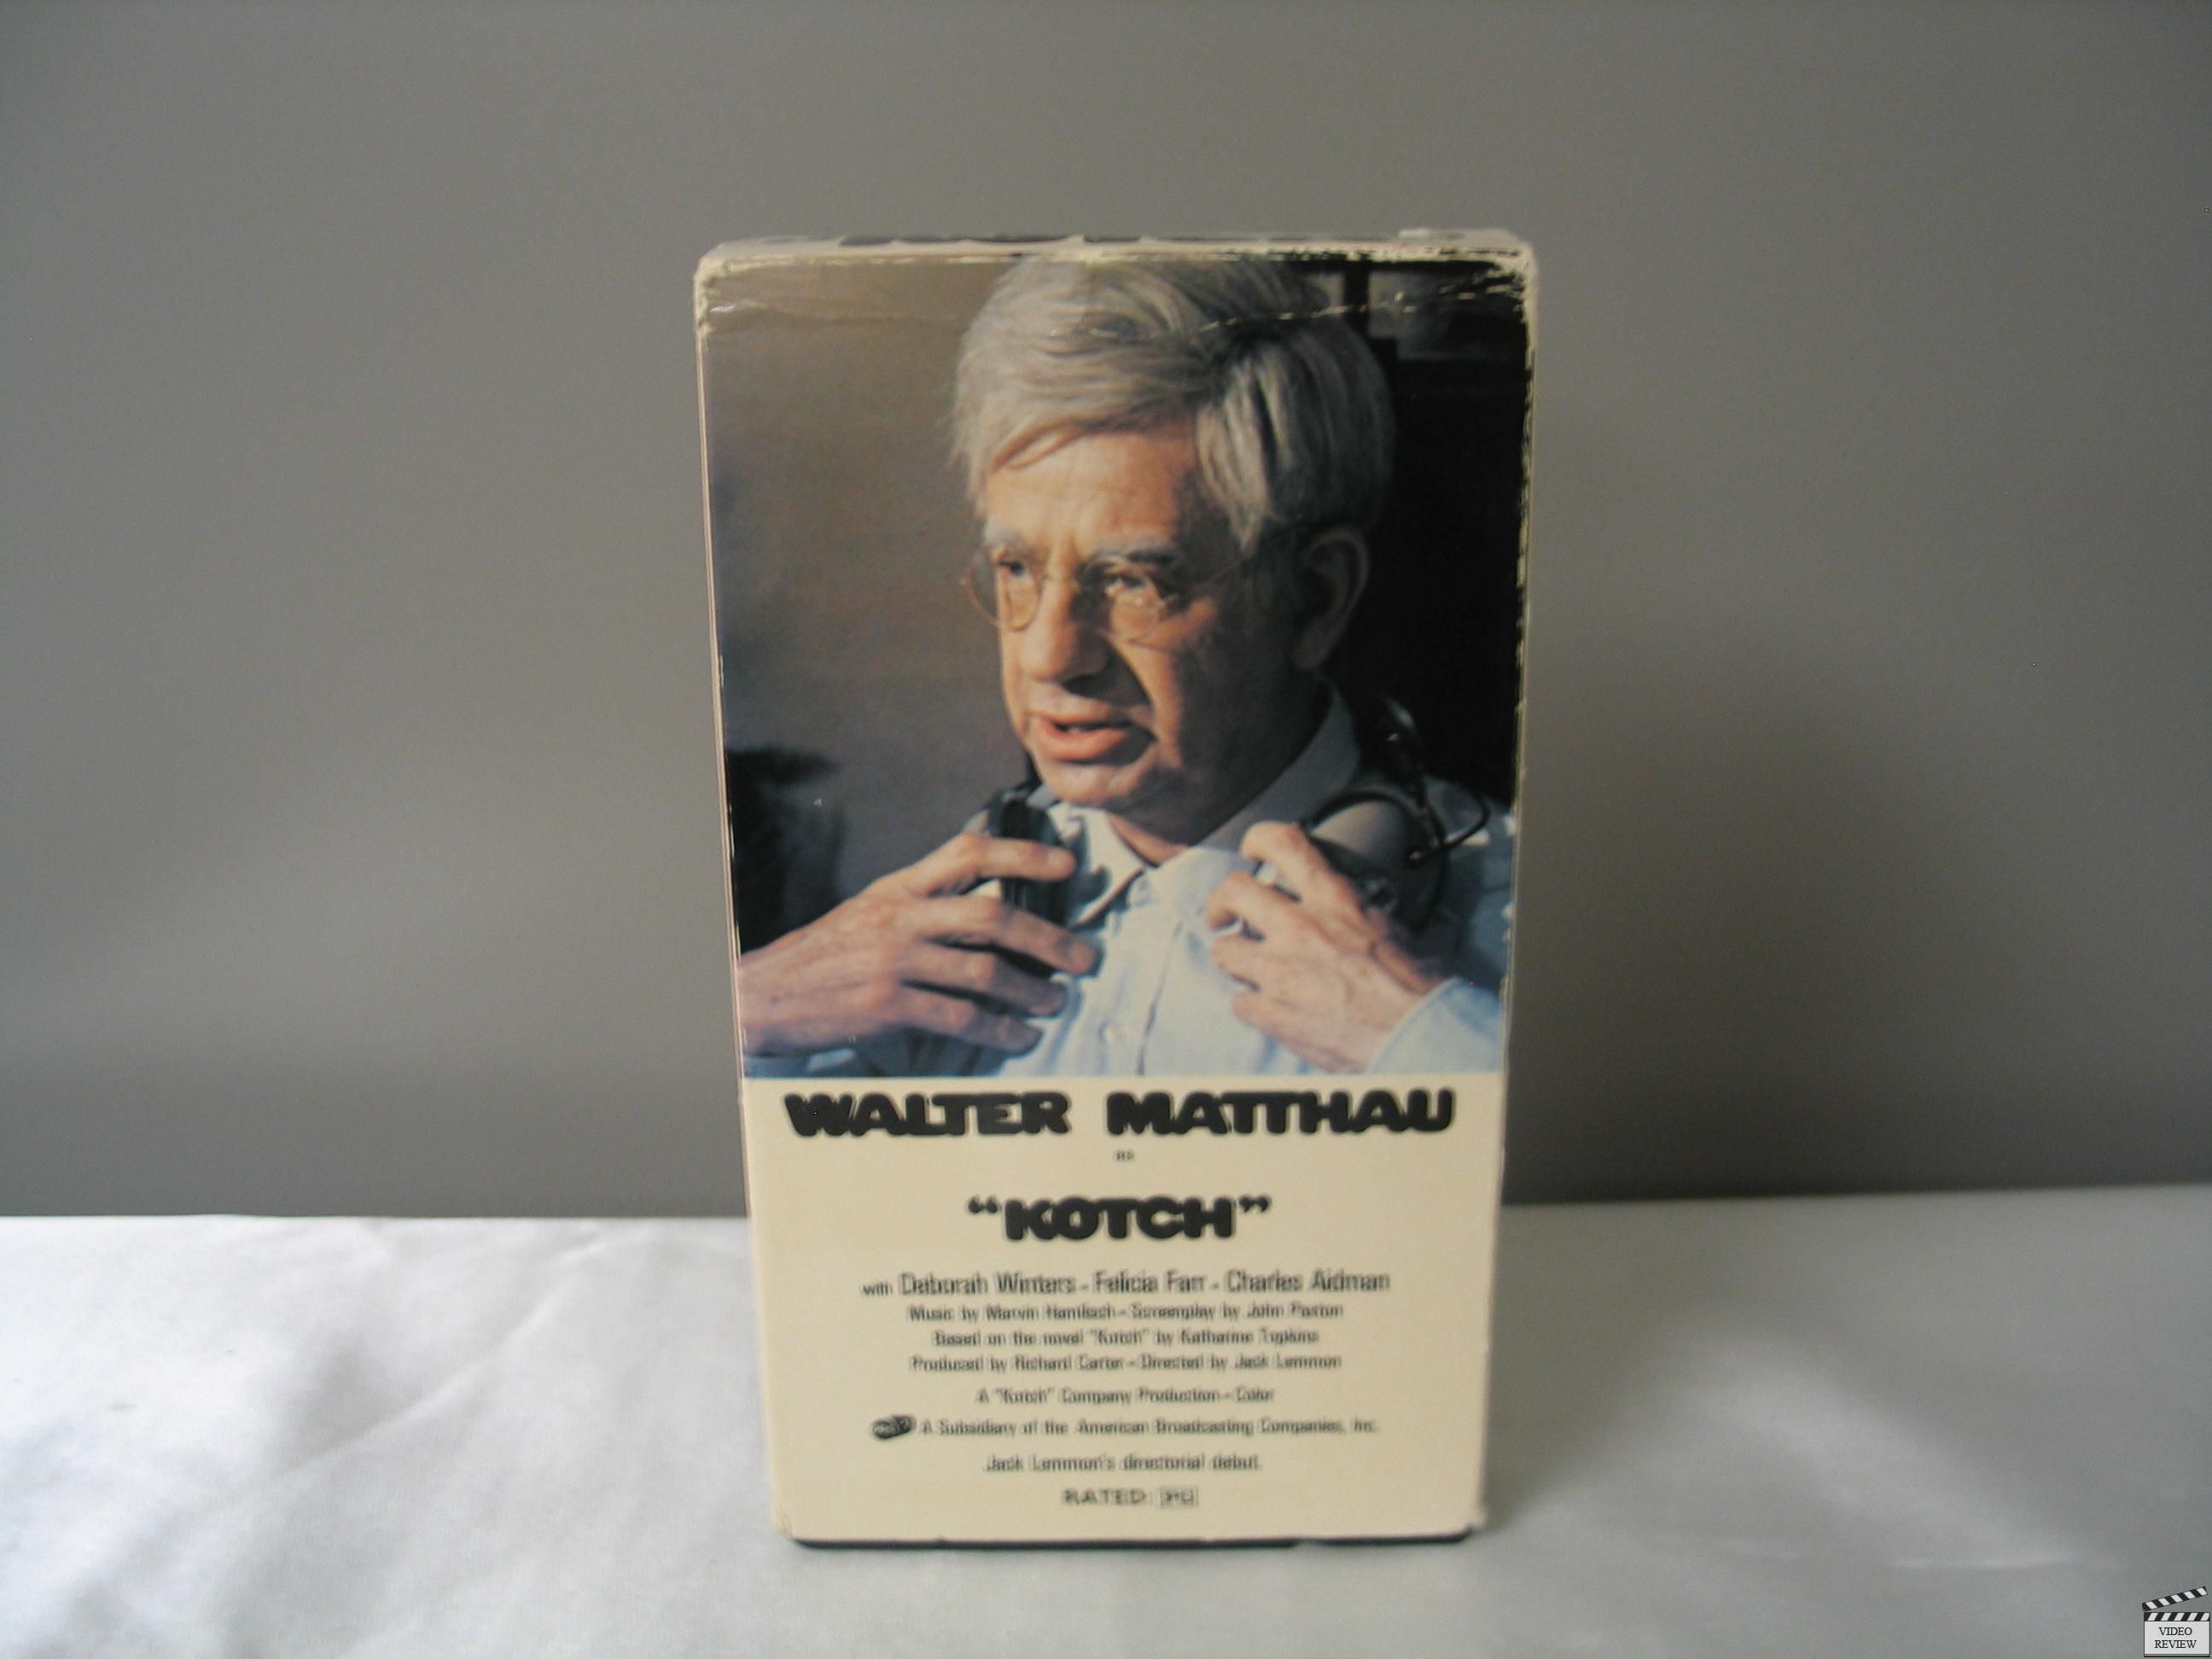 WALTER MATTHAU
as
"KOTCH"
with Deborah Winters - Felicia Farr - Charles Aidman
Music by Marvin Hamlisch - Screenplay by John Paxton
Based on the novel "Kotch" by Katharine Topkins
Produced by Richard Carter - Directed by Jack Lemmon
A "Kotch" Company Production - Color
A Subsidiary of the American Broadcasting Companies, Inc.
Jack Lemmon's directorial debut.
RATED PG
VIDEO
REVIEW